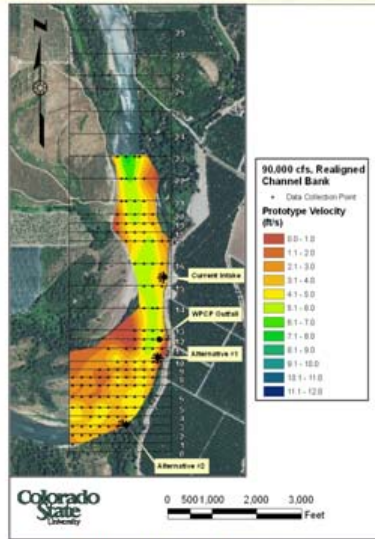 N
90,000 cfs, Realigned
Channel Bank
Data Collection Point
Prototype Velocity
(ft/s)
0.0 - 1.0
1.1 - 2.0
2.1 - 3.0
3.1 - 4.0
4.1 - 5.0
5.1 - 6.0
6.1 - 7.0
7.1 - 8.0
8.1 - 9.0
9.1 - 10.0
10.1 - 11.0
11.1 - 12.0
Current Intake
WPCP Outfall
Alternative #1
Alternative #2
Colorado
State
University
0 500 1,000 2,000 3,000
Feet